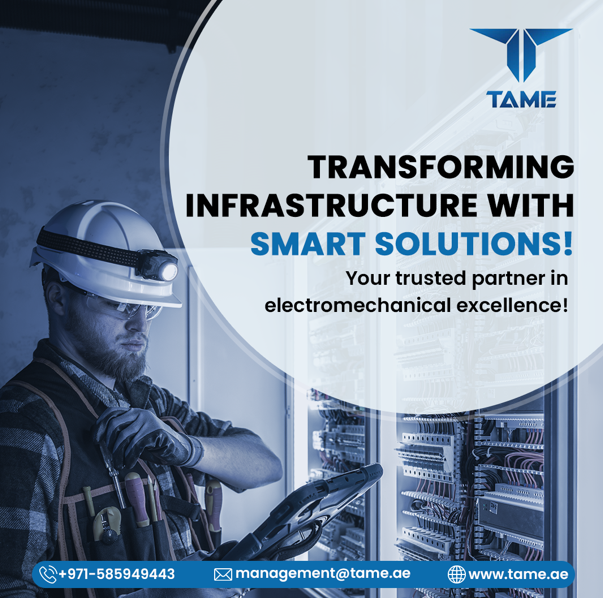 TAME
TRANSFORMING
INFRASTRUCTURE WITH
SMART SOLUTIONS!
Your trusted partner in
electromechanical excellence!
+971-585949443 management@tame.ae www.tame.ae